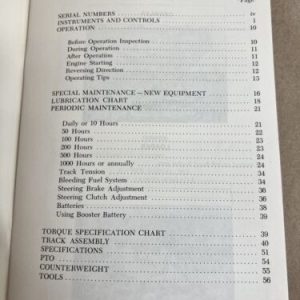 Page
SERIAL NUMBERS iv
INSTRUMENTS AND CONTROLS 1
OPERATION 10
Before Operation Inspection 10
During Operation 11
After Operation 11
Engine Starting 12
Reversing Direction 12
Operating Tips 13
SPECIAL MAINTENANCE—NEW EQUIPMENT 16
LUBRICATION CHART 18
PERIODIC MAINTENANCE 21
Daily or 10 Hours 21
50 Hours 22
100 Hours 23
200 Hours 23
500 Hours 24
1000 Hours or annually 24
Track Tension 34
Bleeding Fuel System 34
Steering Brake Adjustment 36
Steering Clutch Adjustment 36
Batteries 38
Using Booster Battery 39
TORQUE SPECIFICATION CHART 39
TRACK ASSEMBLY 40
SPECIFICATIONS 51
PTO 54
COUNTERWEIGHT 55
TOOLS 56